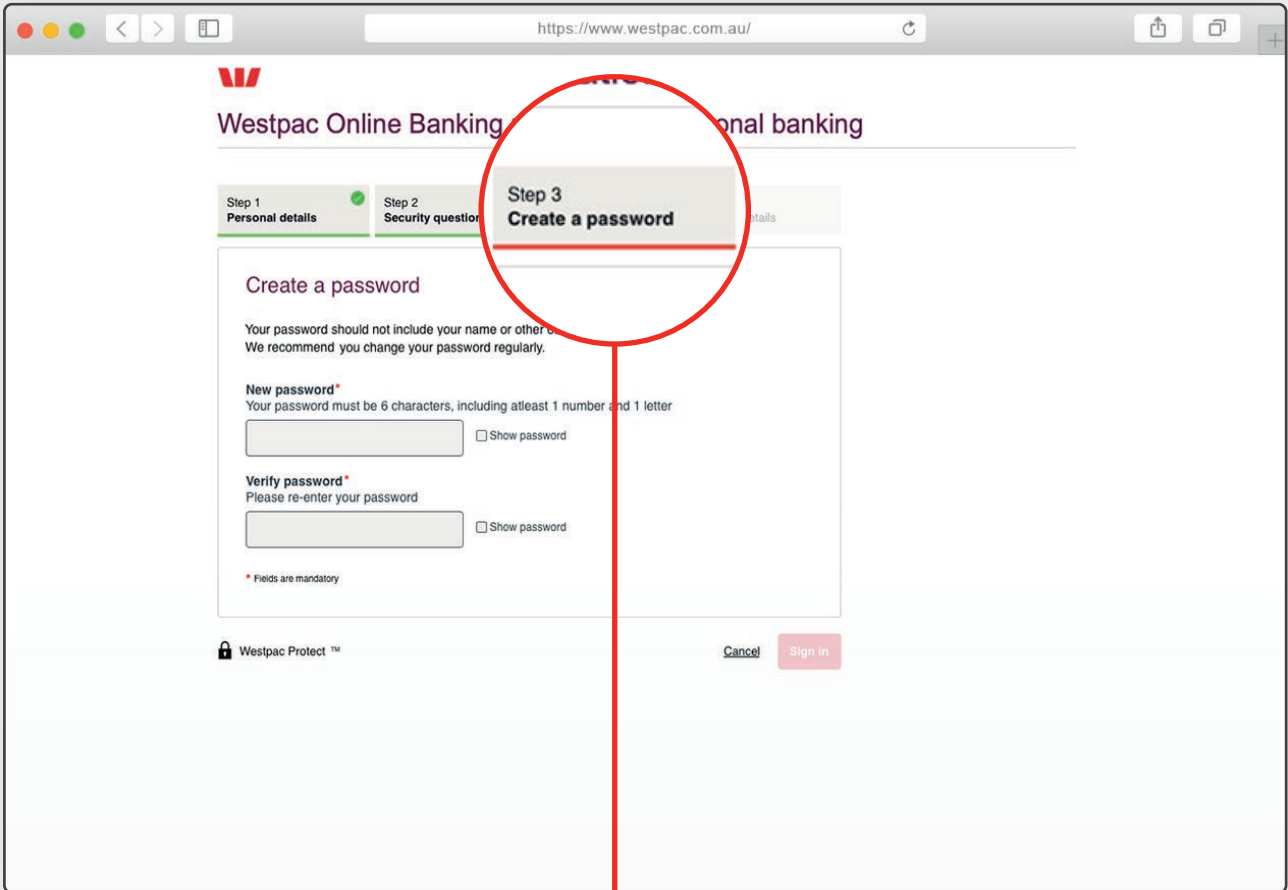 https://www.westpac.com.au/
Westpac Online Banking onal banking
Step 1
Personal details
Step 2
Security question
Step 3
Create a password
etails
Create a password
Your password should not include your name or other
We recommend you change your password regularly.
New password*
Your password must be 6 characters, including atleast 1 number and 1 letter
Show password
Verify password*
Please re-enter your password
Show password
* Fields are mandatory
Westpac Protect ™
Cancel
Sign in